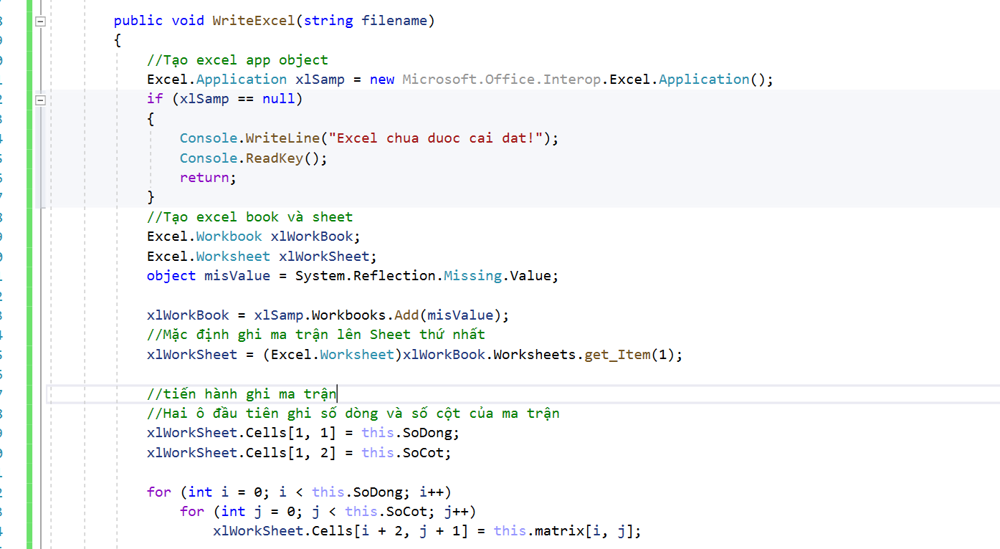 public void WriteExcel(string filename)
{
//Tạo excel app object
Excel.Application xlSamp = new Microsoft.Office.Interop.Excel.Application();
if (xlSamp == null)
{
Console.WriteLine("Excel chua duoc cai dat!");
Console.ReadKey();
return;
}
//Tạo excel book và sheet
Excel.Workbook xlWorkBook;
Excel.Worksheet xlWorkSheet;
object misValue = System.Reflection.Missing.Value;
xlWorkBook = xlSamp.Workbooks.Add(misValue);
//Mặc định ghi ma trận lên Sheet thứ nhất
xlWorkSheet = (Excel.Worksheet)xlWorkBook.Worksheets.get_Item(1);
//tiến hành ghi ma trận
//Hai ô đầu tiên ghi số dòng và số cột của ma trận
xlWorkSheet.Cells[1, 1] = this.SoDong;
xlWorkSheet.Cells[1, 2] = this.SoCot;
for (int i = 0; i < this.SoDong; i++)
for (int j = 0; j < this.SoCot; j++)
xlWorkSheet.Cells[i + 2, j + 1] = this.matrix[i, j];